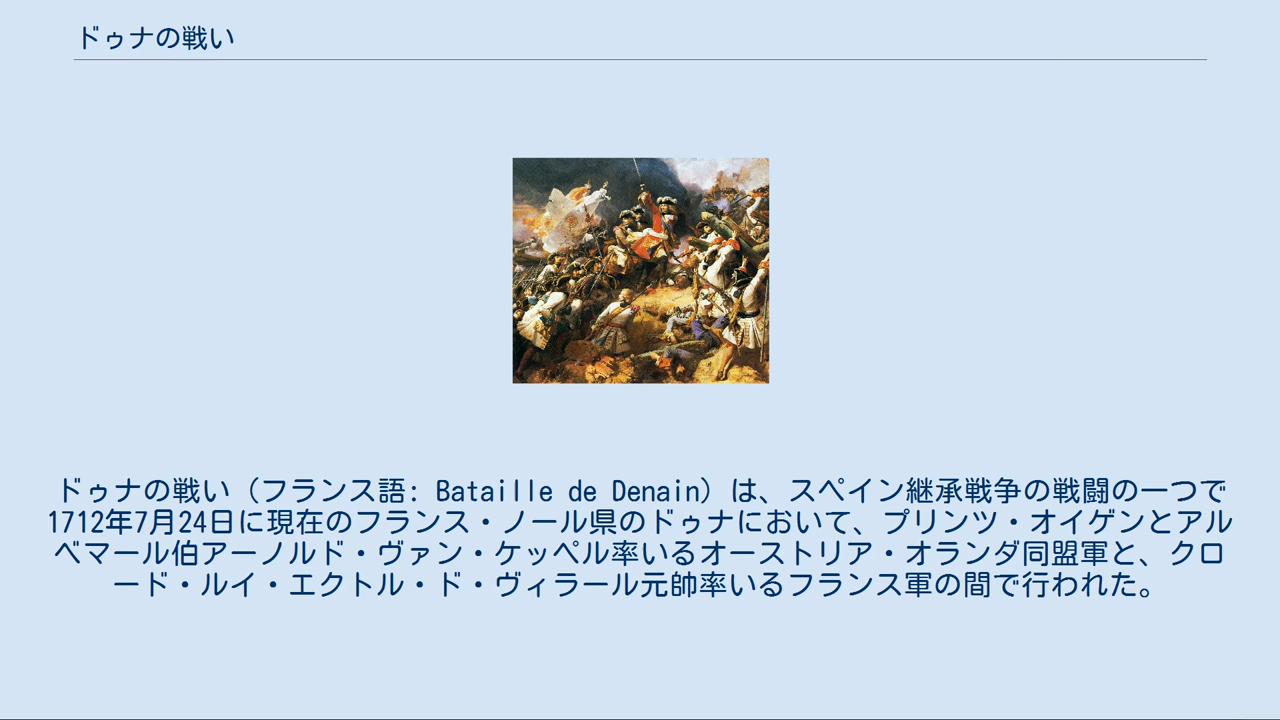 ドゥナの戦い
ドゥナの戦い（フランス語: Bataille de Denain）は、スペイン継承戦争の戦闘の一つで
1712年7月24日に現在のフランス・ノール県のドゥナにおいて、プリンツ・オイゲンとアル
ベマール伯アーノルド・ヴァン・ケッペル率いるオーストリア・オランダ同盟軍と、クロ
ード・ルイ・エクトル・ド・ヴィラール元帥率いるフランス軍の間で行われた。